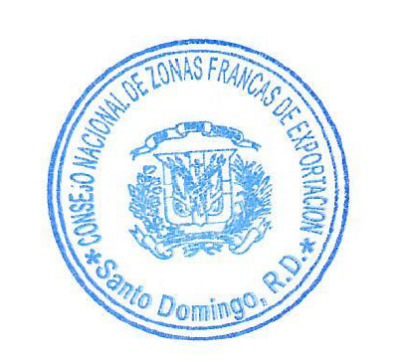 CONSEJO NACIONAL DE ZONAS FRANCAS DE EXPORTACION
*Santo Domingo, R.D.*